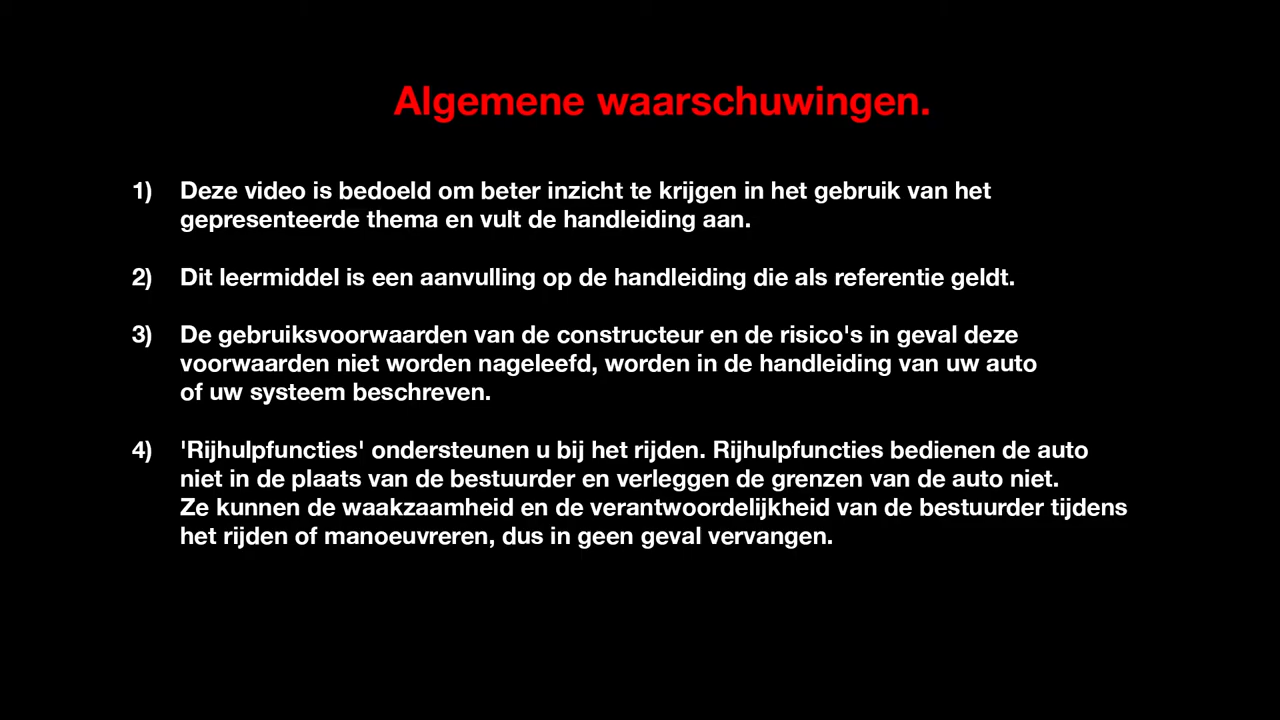 Algemene waarschuwingen.
1) Deze video is bedoeld om beter inzicht te krijgen in het gebruik van het
gepresenteerde thema en vult de handleiding aan.
2) Dit leermiddel is een aanvulling op de handleiding die als referentie geldt.
3) De gebruiksvoorwaarden van de constructeur en de risico's in geval deze
voorwaarden niet worden nageleefd, worden in de handleiding van uw auto
of uw systeem beschreven.
4) 'Rijhulpfuncties' ondersteunen u bij het rijden. Rijhulpfuncties bedienen de auto
niet in de plaats van de bestuurder en verleggen de grenzen van de auto niet.
Ze kunnen de waakzaamheid en de verantwoordelijkheid van de bestuurder tijdens
het rijden of manoeuvreren, dus in geen geval vervangen.